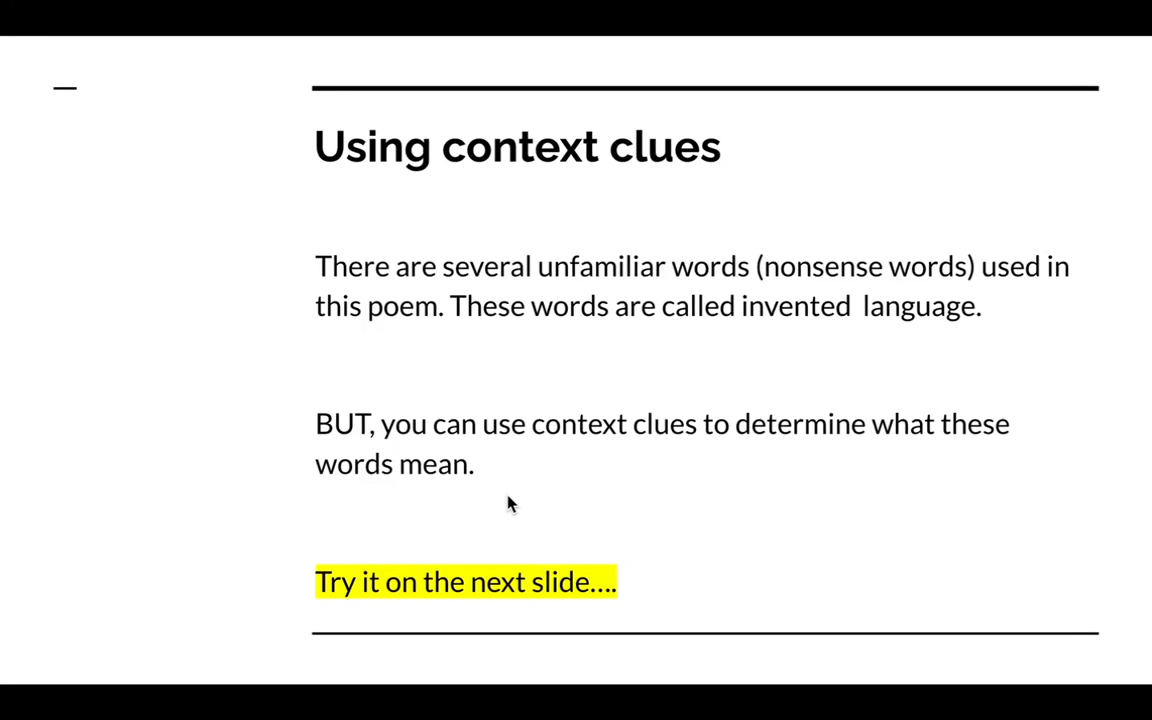 Using context clues
There are several unfamiliar words (nonsense words) used in
this poem. These words are called invented  language.
BUT, you can use context clues to determine what these
words mean.
Try it on the next slide....